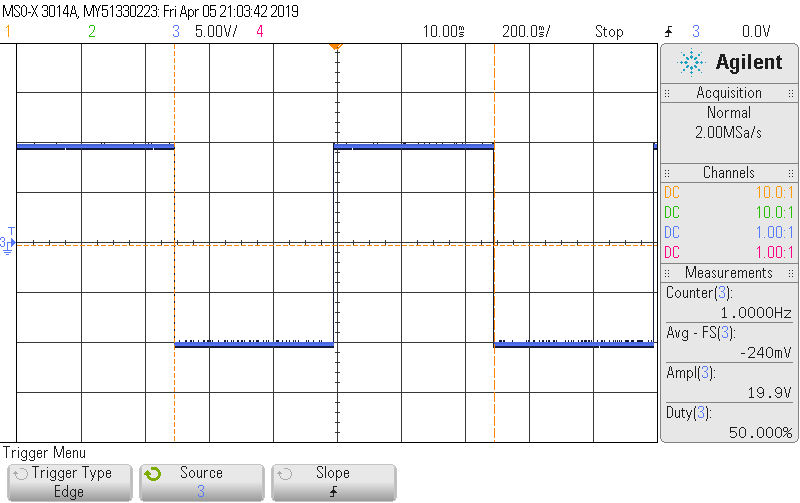 MSO-X 3014A, MY51330223: Fri Apr 05 21:03:42 2019
1 2 3 5.00V/ 4 10.00s 200.0s/ Stop 3 0.0V
Agilent
Acquisition
Normal
2.00MSa/s
Channels
DC 10.0:1
DC 10.0:1
DC 1.00:1
DC 1.00:1
Measurements
Counter(3):
1.0000Hz
Avg - FS(3):
-240mV
Ampl(3):
19.9V
Duty(3):
50.000%
T
3
Trigger Menu
Trigger Type
Edge
Source
3
Slope